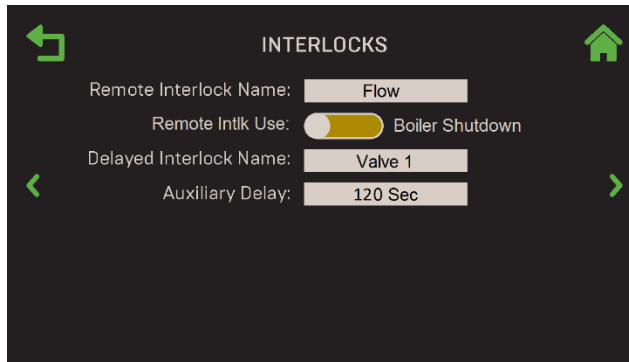 INTERLOCKS
Remote Interlock Name: Flow
Remote Intlk Use: Boiler Shutdown
Delayed Interlock Name: Valve 1
Auxiliary Delay: 120 Sec